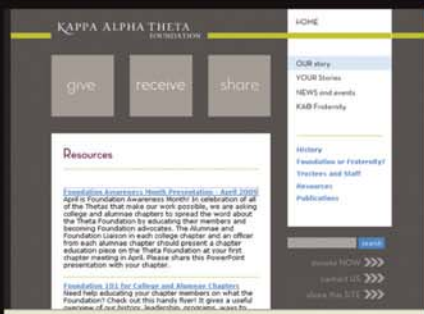 KAPPA ALPHA THETA
FOUNDATION
HOME
give
receive
share
OUR story
YOUR Stories
NEWS and events
KAΘ Fraternity
History
Foundation or Fraternity?
Trustees and Staff
Resources
Publications
search
donate NOW >>>
contact US >>>
share this SITE >>>
Resources
Foundation Awareness Month Presentation - April 2009
April is Foundation Awareness Month! In celebration of all
of the Thetas that make our work possible, we are asking
college and alumnae chapters to spread the word about
the Theta Foundation by educating their members and
becoming Foundation advocates. The Alumnae and
Foundation Liaison in each college chapter and an officer
from each alumnae chapter should present a chapter
education piece on the Theta Foundation at your first
chapter meeting in April. Please share this PowerPoint
presentation with your chapter.
Foundation 101 for College and Alumnae Chapters
Need help educating your chapter members on what the
Foundation? Check out this handy flyer! It gives a useful
overview of our history, leadership, programs, ways to